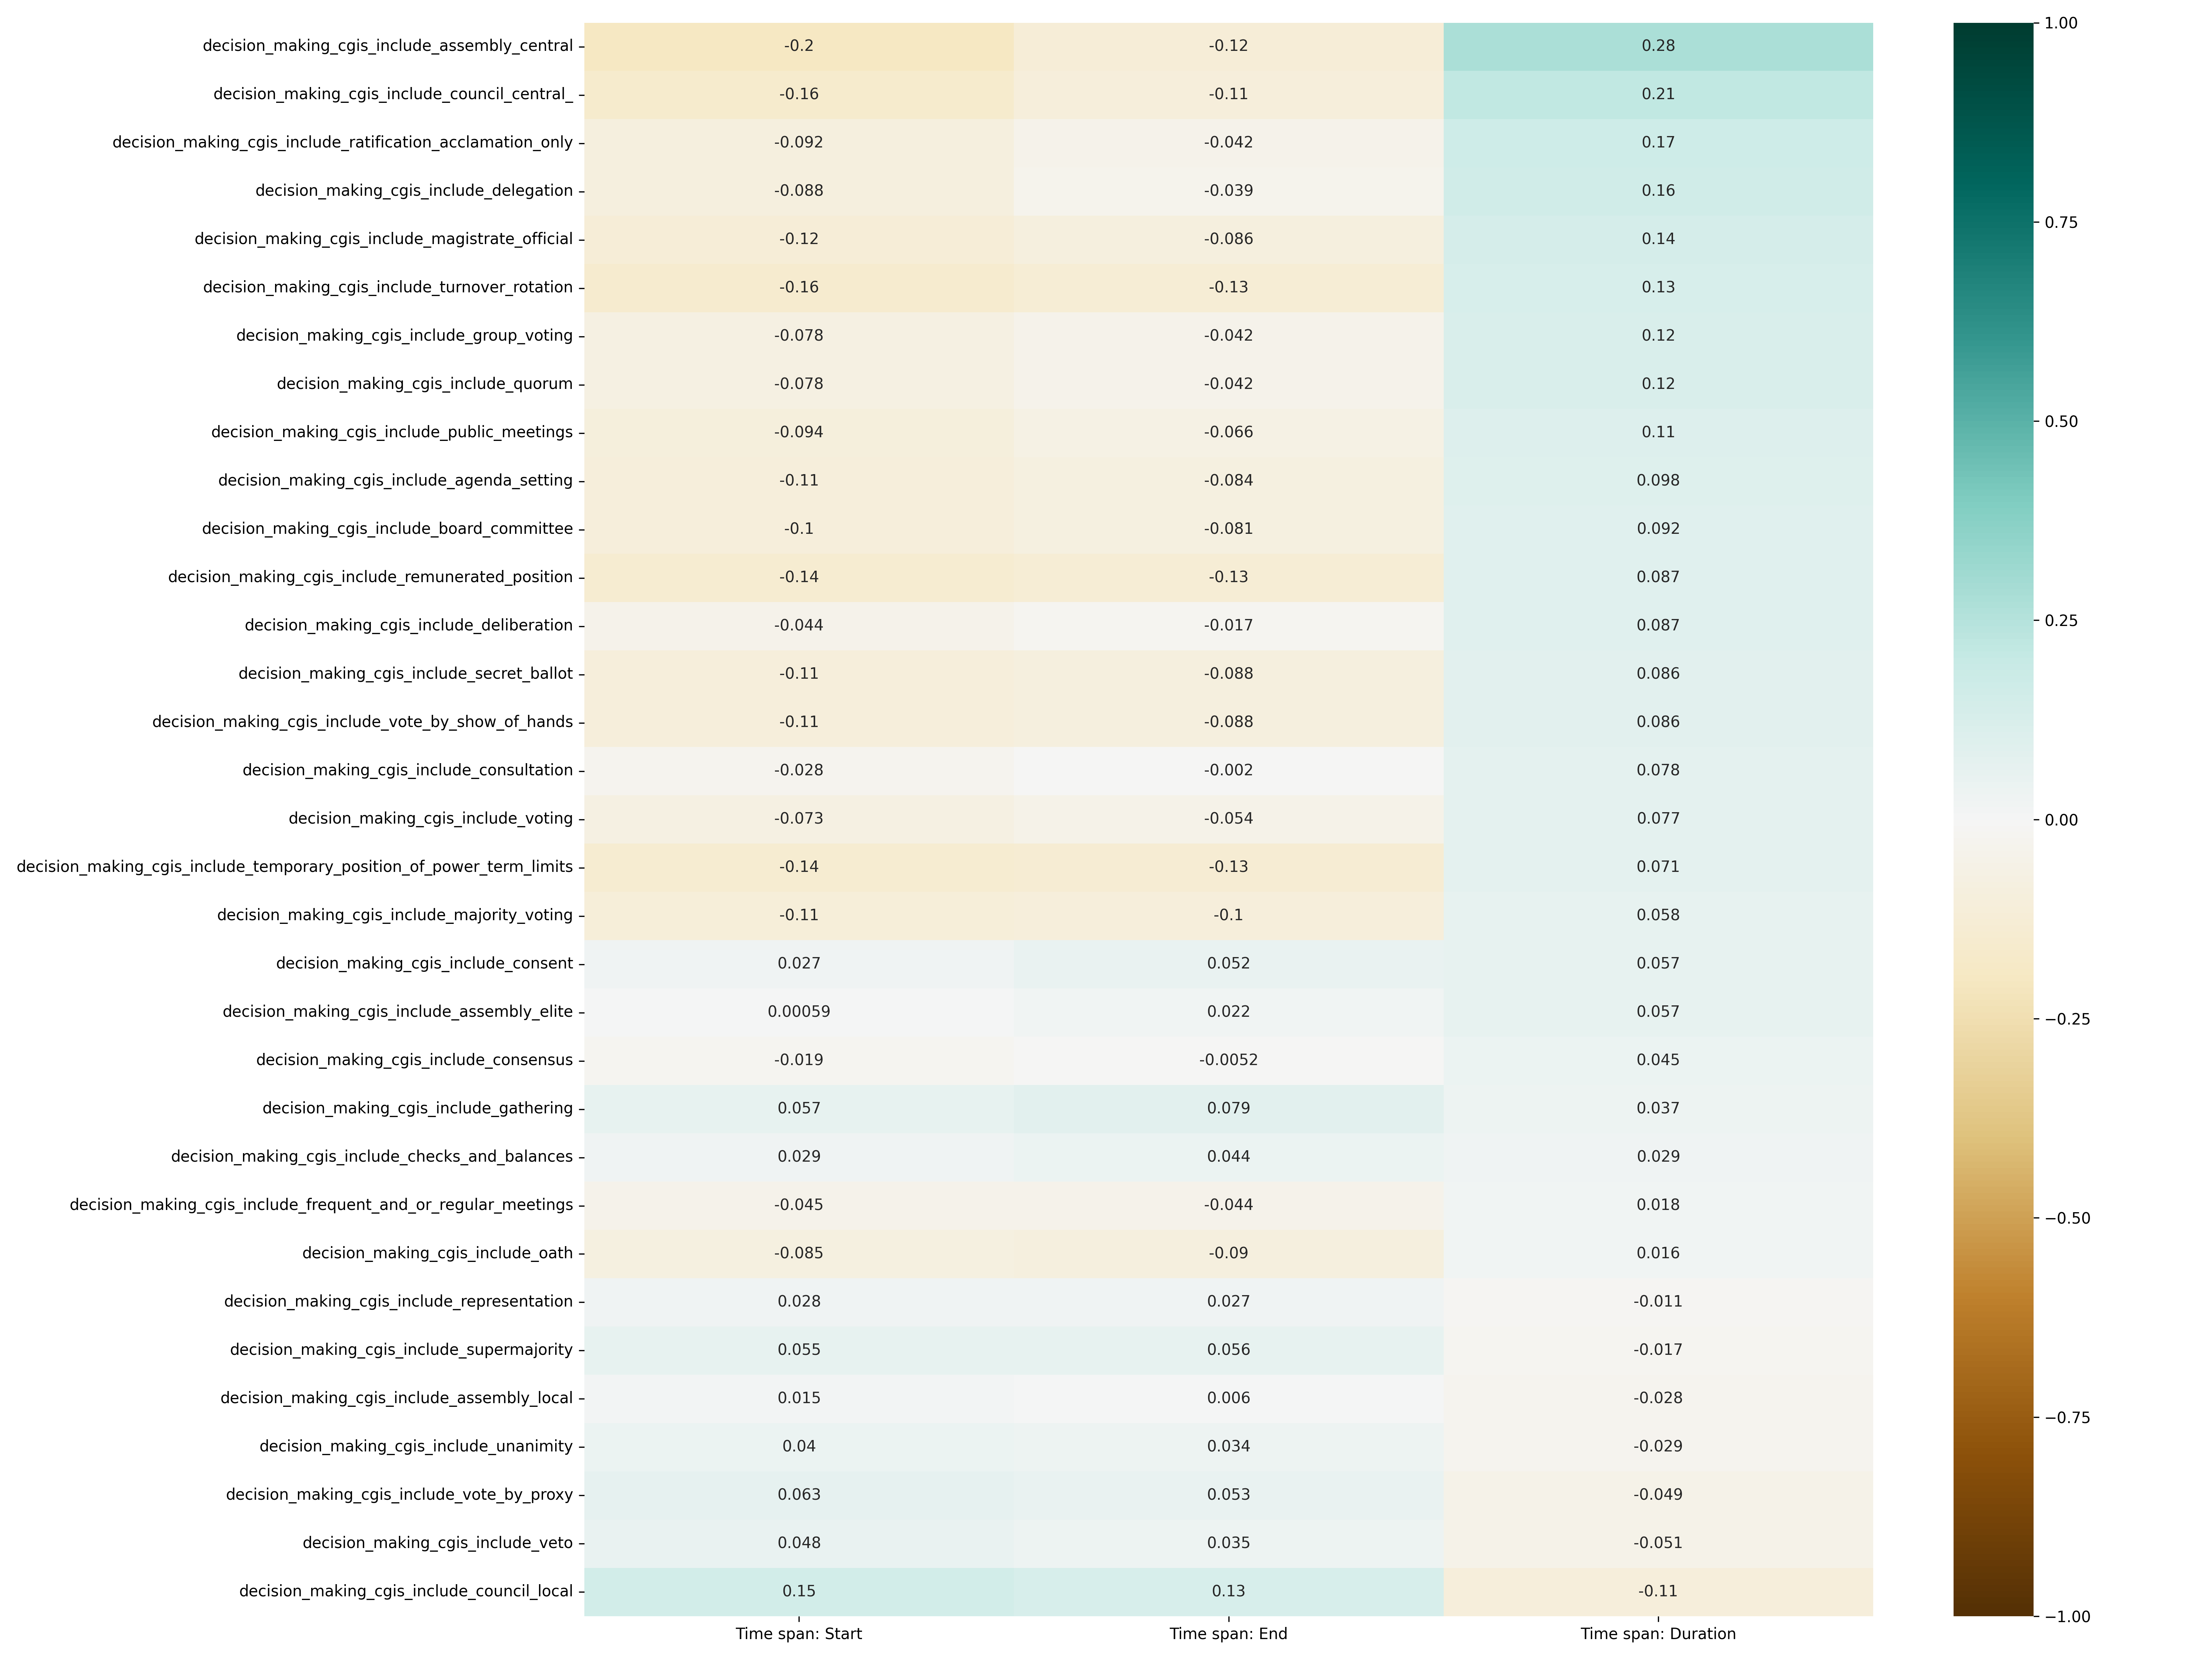 decision_making_cgis_include_assembly_central -0.2 -0.12 0.28
decision_making_cgis_include_council_central_ -0.16 -0.11 0.21
decision_making_cgis_include_ratification_acclamation_only -0.092 -0.042 0.17
decision_making_cgis_include_delegation -0.088 -0.039 0.16
decision_making_cgis_include_magistrate_official -0.12 -0.086 0.14
decision_making_cgis_include_turnover_rotation -0.16 -0.13 0.13
decision_making_cgis_include_group_voting -0.078 -0.042 0.12
decision_making_cgis_include_quorum -0.078 -0.042 0.12
decision_making_cgis_include_public_meetings -0.094 -0.066 0.11
decision_making_cgis_include_agenda_setting -0.11 -0.084 0.098
decision_making_cgis_include_board_committee -0.1 -0.081 0.092
decision_making_cgis_include_remunerated_position -0.14 -0.13 0.087
decision_making_cgis_include_deliberation -0.044 -0.017 0.087
decision_making_cgis_include_secret_ballot -0.11 -0.088 0.086
decision_making_cgis_include_vote_by_show_of_hands -0.11 -0.088 0.086
decision_making_cgis_include_consultation -0.028 -0.002 0.078
decision_making_cgis_include_voting -0.073 -0.054 0.077
decision_making_cgis_include_temporary_position_of_power_term_limits -0.14 -0.13 0.071
decision_making_cgis_include_majority_voting -0.11 -0.1 0.058
decision_making_cgis_include_consent 0.027 0.052 0.057
decision_making_cgis_include_assembly_elite 0.00059 0.022 0.057
decision_making_cgis_include_consensus -0.019 -0.0052 0.045
decision_making_cgis_include_gathering 0.057 0.079 0.037
decision_making_cgis_include_checks_and_balances 0.029 0.044 0.029
decision_making_cgis_include_frequent_and_or_regular_meetings -0.045 -0.044 0.018
decision_making_cgis_include_oath -0.085 -0.09 0.016
decision_making_cgis_include_representation 0.028 0.027 -0.011
decision_making_cgis_include_supermajority 0.055 0.056 -0.017
decision_making_cgis_include_assembly_local 0.015 0.006 -0.028
decision_making_cgis_include_unanimity 0.04 0.034 -0.029
decision_making_cgis_include_vote_by_proxy 0.063 0.053 -0.049
decision_making_cgis_include_veto 0.048 0.035 -0.051
decision_making_cgis_include_council_local 0.15 0.13 -0.11
Time span: Start Time span: End Time span: Duration
1.00
0.75
0.50
0.25
0.00
−0.25
−0.50
−0.75
−1.00